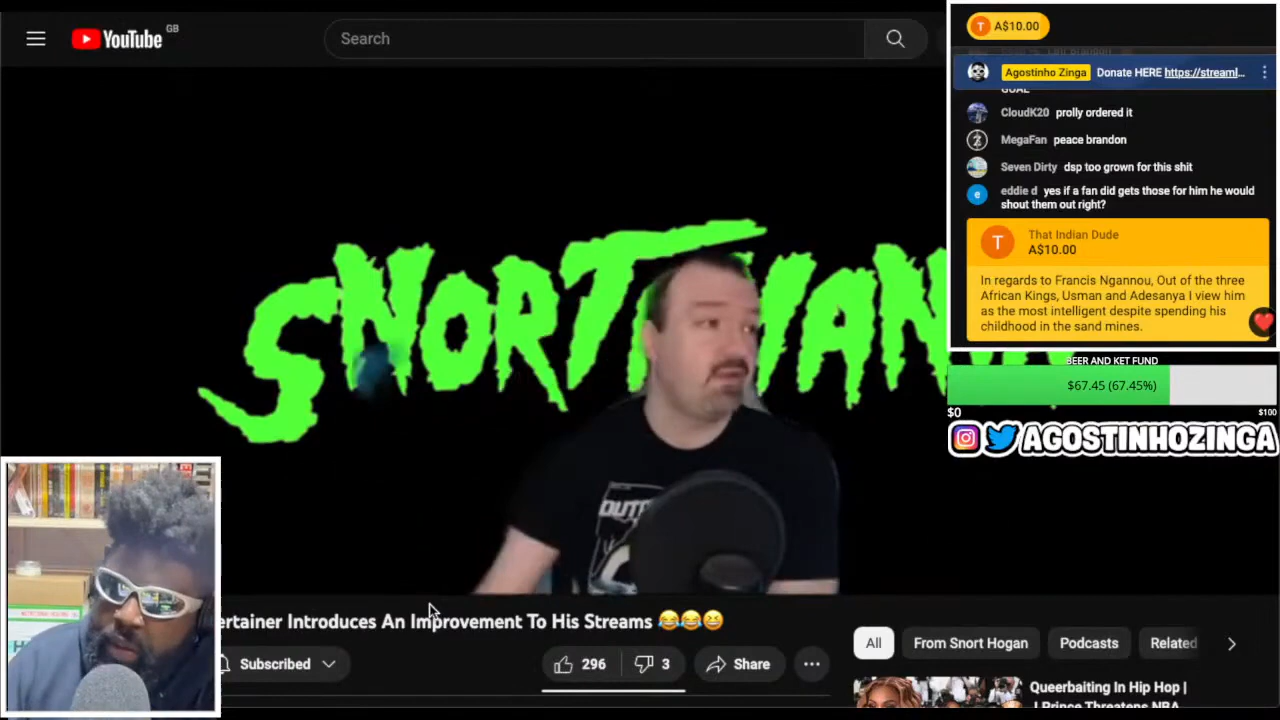 YouTube GB
Search
T A$10.00
Agostinho Zinga Donate HERE https://streaml...
GOAL
CloudK20 prolly ordered it
MegaFan peace brandon
Seven Dirty dsp too grown for this shit
e eddie d yes if a fan did gets those for him he would
shout them out right?
T That Indian Dude
A$10.00
In regards to Francis Ngannou, Out of the three
African Kings, Usman and Adesanya I view him
as the most intelligent despite spending his
childhood in the sand mines.
BEER AND KET FUND
$67.45 (67.45%)
$0 $100
AGOSTINHOZINGA
SNORT
ertainer Introduces An Improvement To His Streams 😂😂😆
Subscribed
296
3
Share
All
From Snort Hogan
Podcasts
Related
Queerbaiting In Hip Hop |